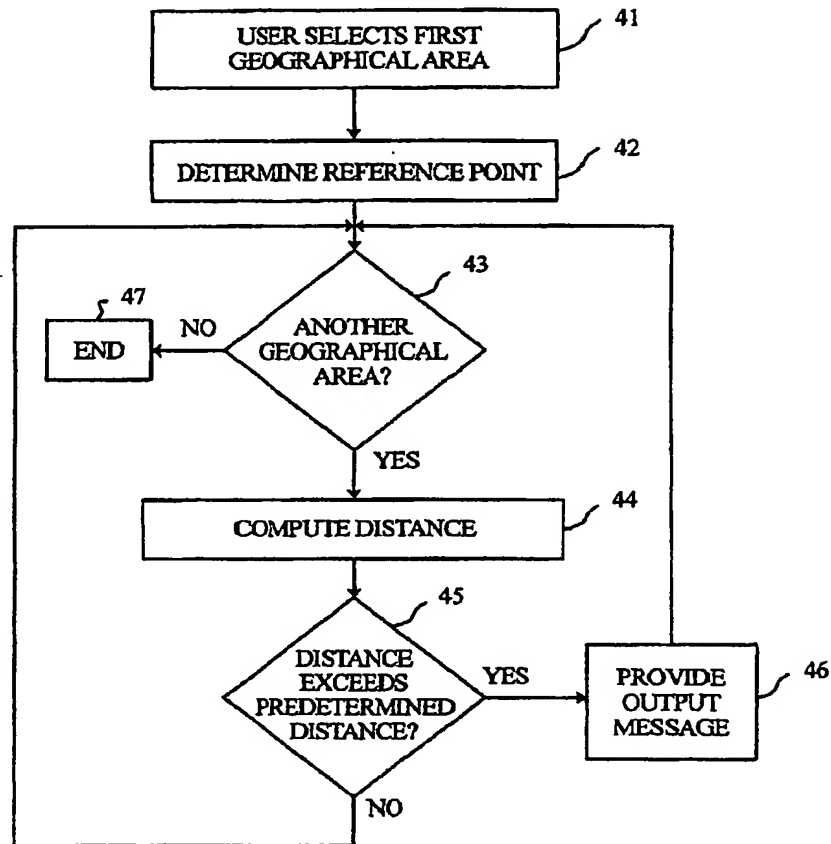 USER SELECTS FIRST
GEOGRAPHICAL AREA
41
DETERMINE REFERENCE POINT
42
43
47
END
NO
ANOTHER
GEOGRAPHICAL
AREA?
YES
COMPUTE DISTANCE
44
45
DISTANCE
EXCEEDS
PREDETERMINED
DISTANCE?
YES
PROVIDE
OUTPUT
MESSAGE
46
NO